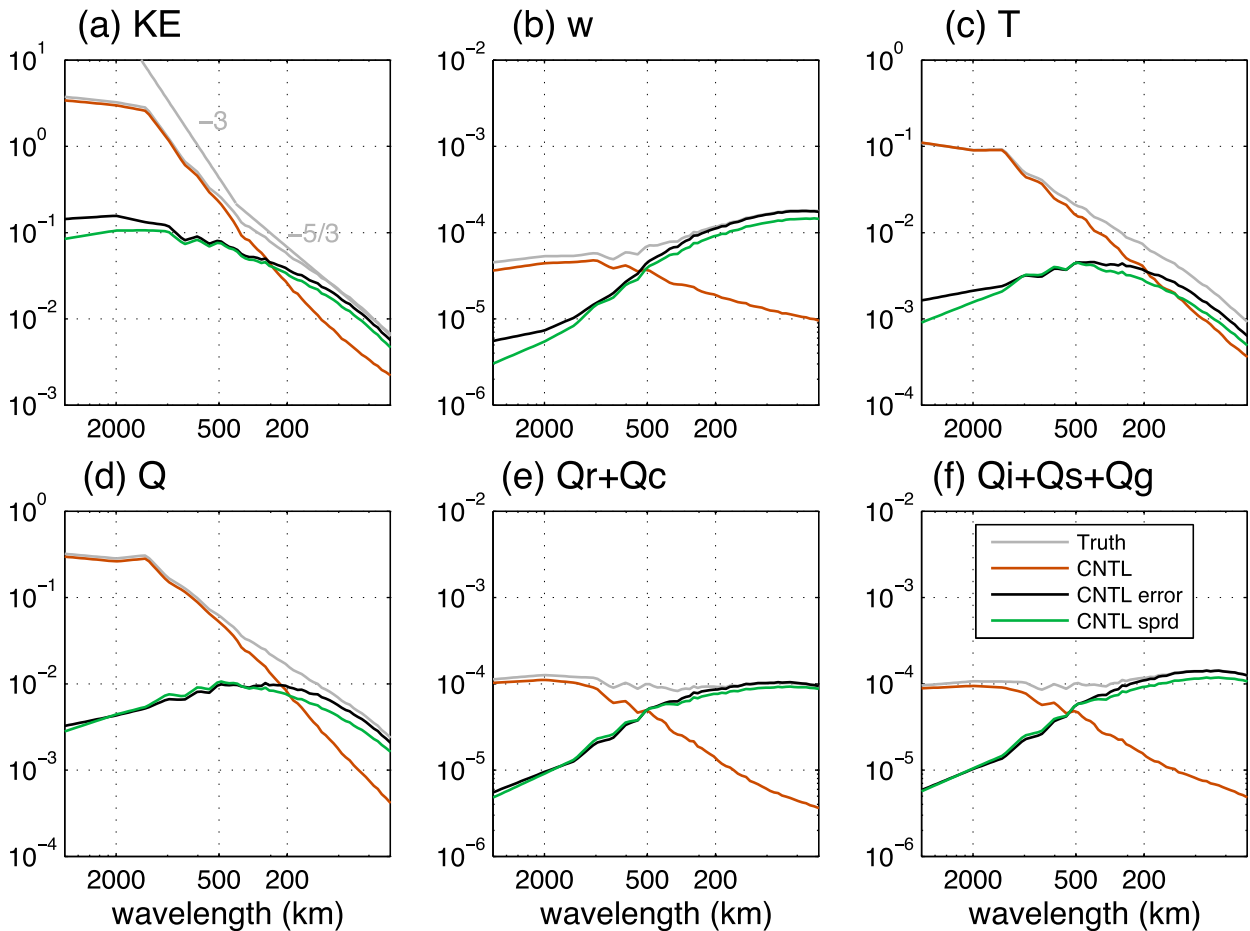 (a) KE
(b) w
(c) T
10^1
10^0
10^−1
10^−2
10^−3
−3
−5/3
2000 500 200
10^−2
10^−3
10^−4
10^−5
10^−6
2000 500 200
10^0
10^−1
10^−2
10^−3
10^−4
2000 500 200
(d) Q
(e) Qr+Qc
(f) Qi+Qs+Qg
10^0
10^−1
10^−2
10^−3
10^−4
2000 500 200
wavelength (km)
10^−2
10^−3
10^−4
10^−5
10^−6
2000 500 200
wavelength (km)
10^−2
10^−3
10^−4
10^−5
10^−6
Truth
CNTL
CNTL error
CNTL sprd
2000 500 200
wavelength (km)